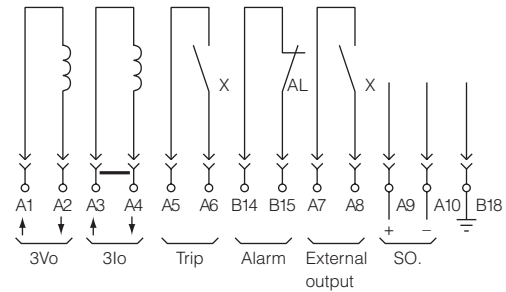 X AL X
A1 A2 A3 A4 A5 A6 B14 B15 A7 A8 A9 A10 B18
+ −
3Vo 3Io Trip Alarm External SO.
output